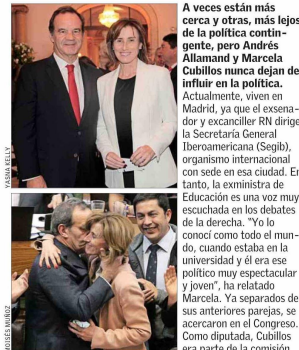 A veces están más
cerca y otras, más lejos
de la política contin-
gente, pero Andrés
Allamand y Marcela
Cubillos nunca dejan de
influir en la política.
Actualmente, viven en
Madrid, ya que el exsena-
dor y excanciller RN dirige
la Secretaría General
Iberoamericana (Segib),
organismo internacional
con sede en esa ciudad. En
tanto, la exministra de
Educación es una voz muy
escuchada en los debates
de la derecha. "Yo lo
conocí como todo el mun-
do, cuando estaba en la
universidad y él era ese
político muy espectacular
y joven", ha relatado
Marcela. Ya separados de
sus anteriores parejas, se
acercaron en el Congreso.
Como diputada, Cubillos
era parte de la comisión
YASNA KELLY
MOISÉS MUÑOZ